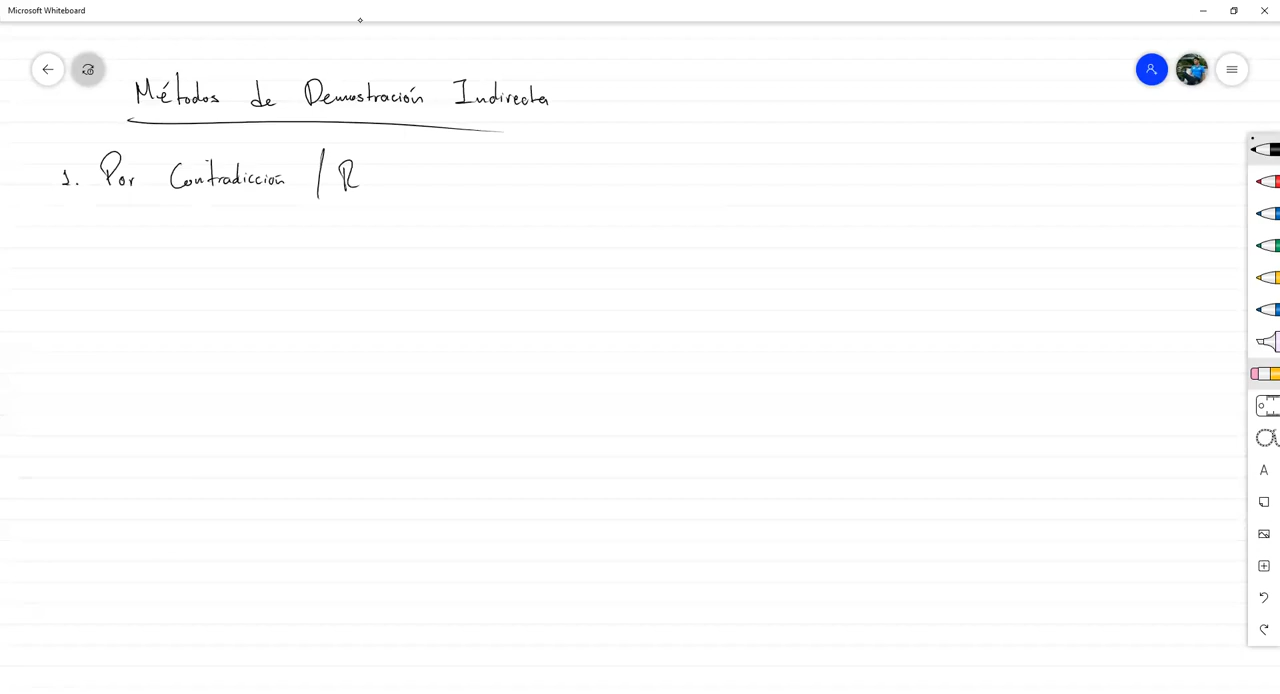 Microsoft Whiteboard
Métodos de Demostración Indirecta
1. Por Contradicción / R
A